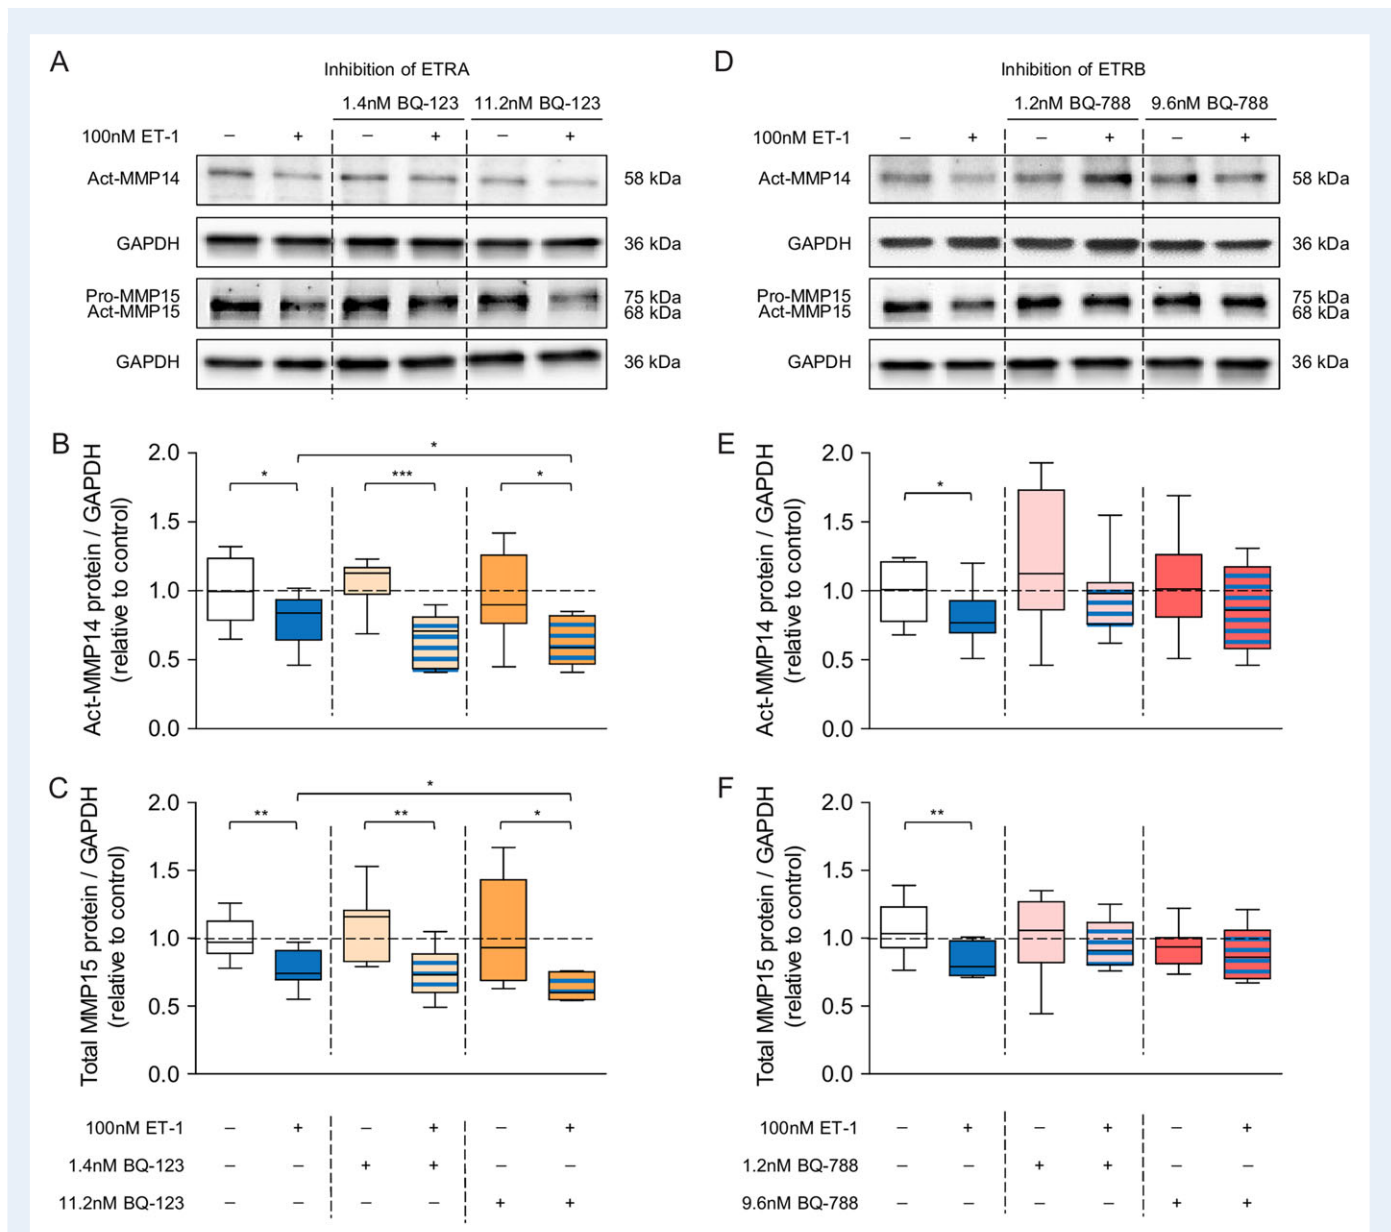 A
Inhibition of ETRA
1.4nM BQ-123 11.2nM BQ-123
100nM ET-1 – + – + – +
Act-MMP14 58 kDa
GAPDH 36 kDa
Pro-MMP15 75 kDa
Act-MMP15 68 kDa
GAPDH 36 kDa
D
Inhibition of ETRB
1.2nM BQ-788 9.6nM BQ-788
100nM ET-1 – + – + – +
Act-MMP14 58 kDa
GAPDH 36 kDa
Pro-MMP15 75 kDa
Act-MMP15 68 kDa
GAPDH 36 kDa
B
Act-MMP14 protein / GAPDH
(relative to control)
2.0
1.5
1.0
0.5
0.0
*
* *** *
E
Act-MMP14 protein / GAPDH
(relative to control)
2.0
1.5
1.0
0.5
0.0
*
C
Total MMP15 protein / GAPDH
(relative to control)
2.0
1.5
1.0
0.5
0.0
*
** ** *
100nM ET-1 – + – + – +
1.4nM BQ-123 – – + + – –
11.2nM BQ-123 – – – – + +
F
Total MMP15 protein / GAPDH
(relative to control)
2.0
1.5
1.0
0.5
0.0
**
100nM ET-1 – + – + – +
1.2nM BQ-788 – – + + – –
9.6nM BQ-788 – – – – + +